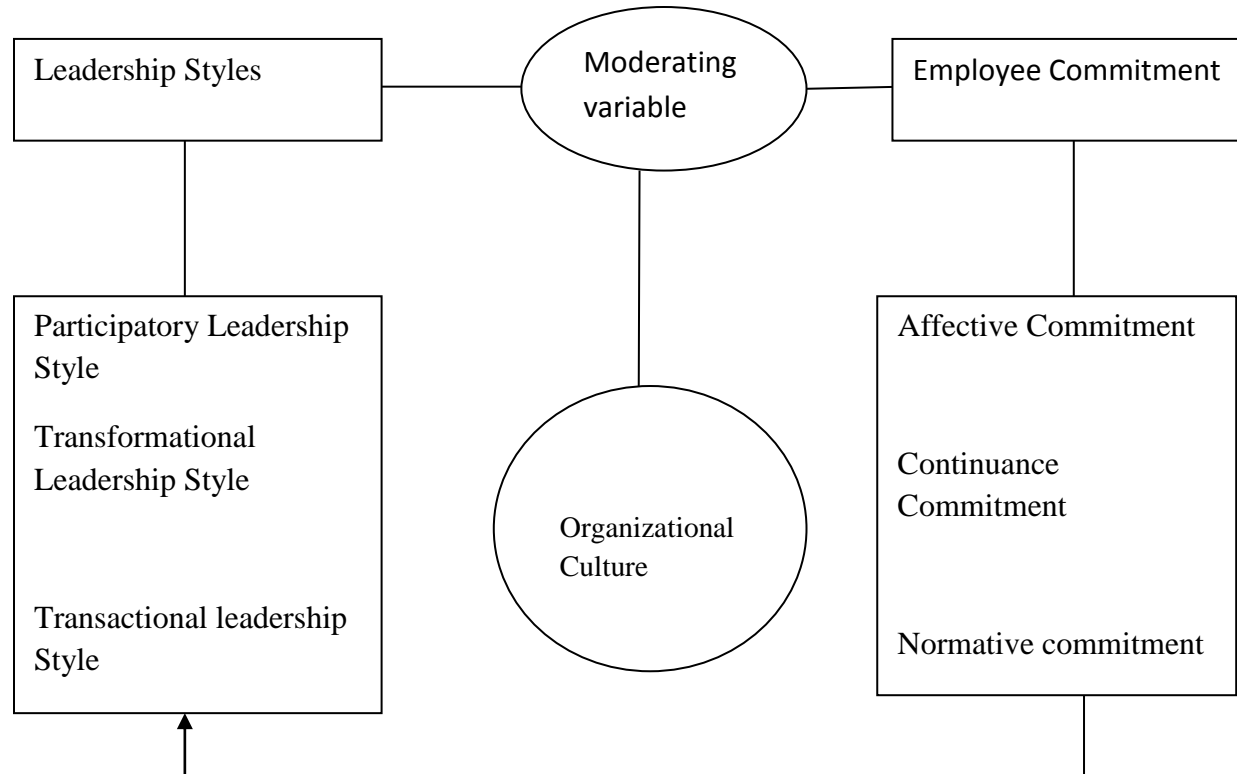 Leadership Styles
Moderating
variable
Employee Commitment
Participatory Leadership
Style
Transformational
Leadership Style
Transactional leadership
Style
Organizational
Culture
Affective Commitment
Continuance
Commitment
Normative commitment